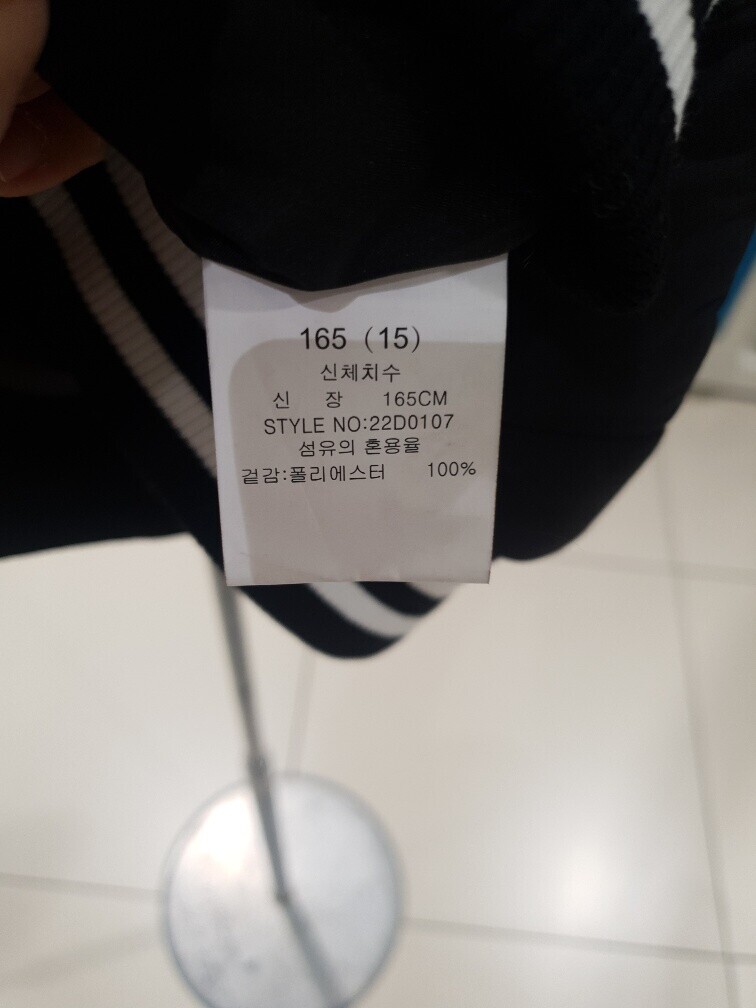 165 (15)
신체치수
신 장 165CM
STYLE NO:22D0107
섬유의 혼용율
겉감:폴리에스터 100%